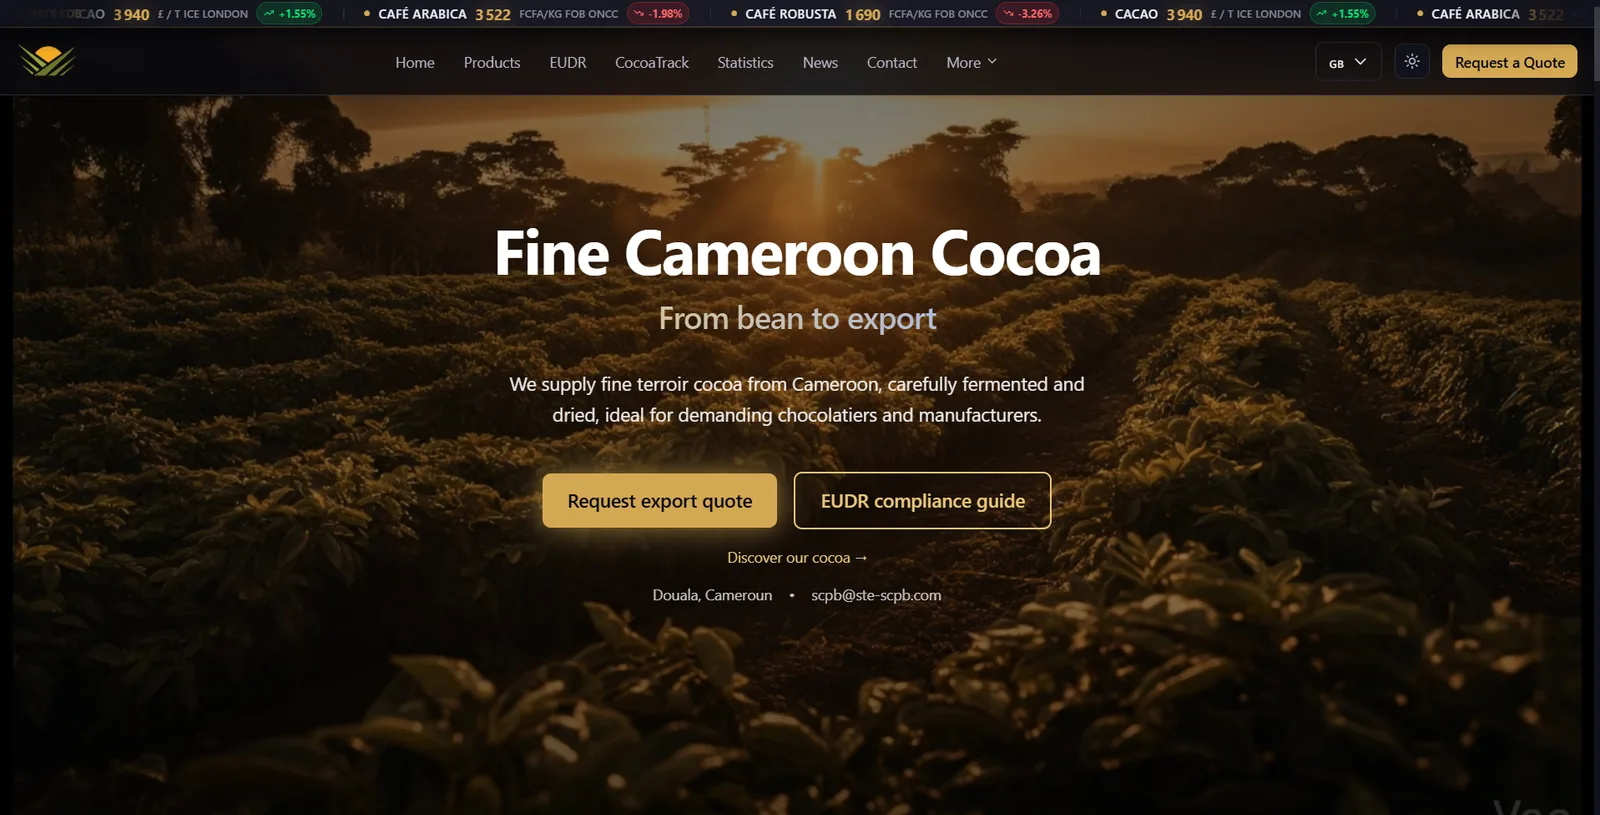 CAO 3 940 £ / T ICE LONDON +1.55% • CAFÉ ARABICA 3 522 FCFA/KG FOB ONCC -1.98% • CAFÉ ROBUSTA 1 690 FCFA/KG FOB ONCC -3.26% • CACAO 3 940 £ / T ICE LONDON +1.55% • CAFÉ ARABICA 3 522
Home Products EUDR CocoaTrack Statistics News Contact More GB Request a Quote
Fine Cameroon Cocoa
From bean to export
We supply fine terroir cocoa from Cameroon, carefully fermented and
dried, ideal for demanding chocolatiers and manufacturers.
Request export quote EUDR compliance guide
Discover our cocoa →
Douala, Cameroun • scpb@ste-scpb.com